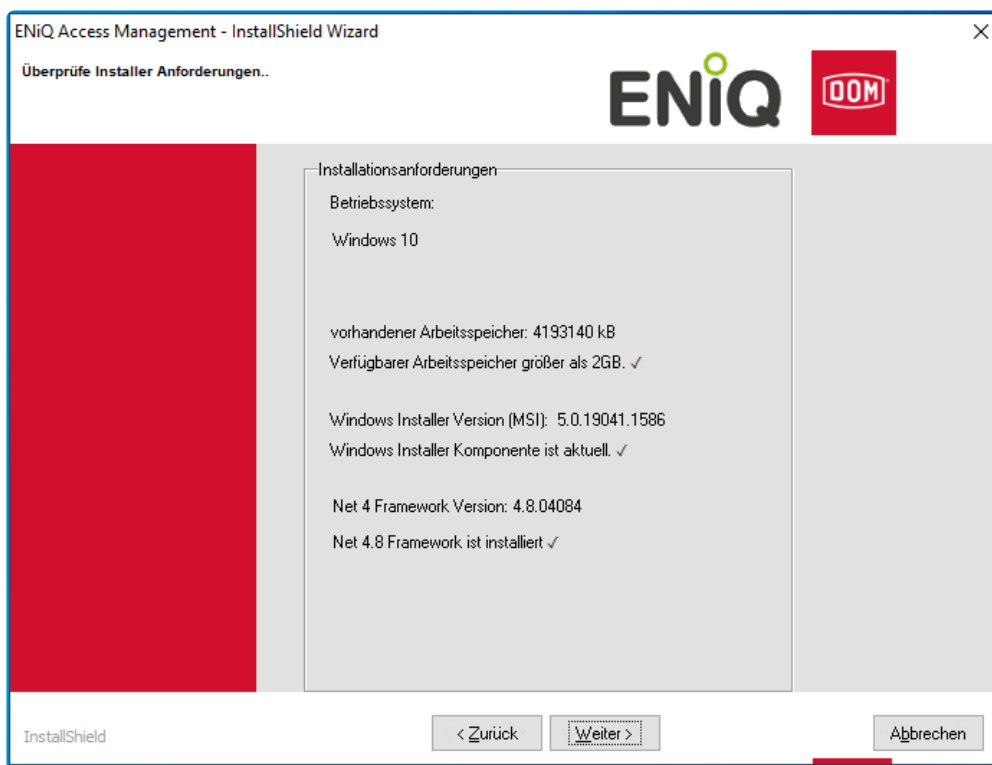 ENiQ Access Management - InstallShield Wizard
Überprüfe Installer Anforderungen..
ENiQ
DOM
Installationsanforderungen
Betriebssystem:
Windows 10
vorhandener Arbeitsspeicher: 4193140 kB
Verfügbarer Arbeitsspeicher größer als 2GB. ✓
Windows Installer Version (MSI): 5.0.19041.1586
Windows Installer Komponente ist aktuell. ✓
Net 4 Framework Version: 4.8.04084
Net 4.8 Framework ist installiert ✓
InstallShield
< Zurück
Weiter >
Abbrechen